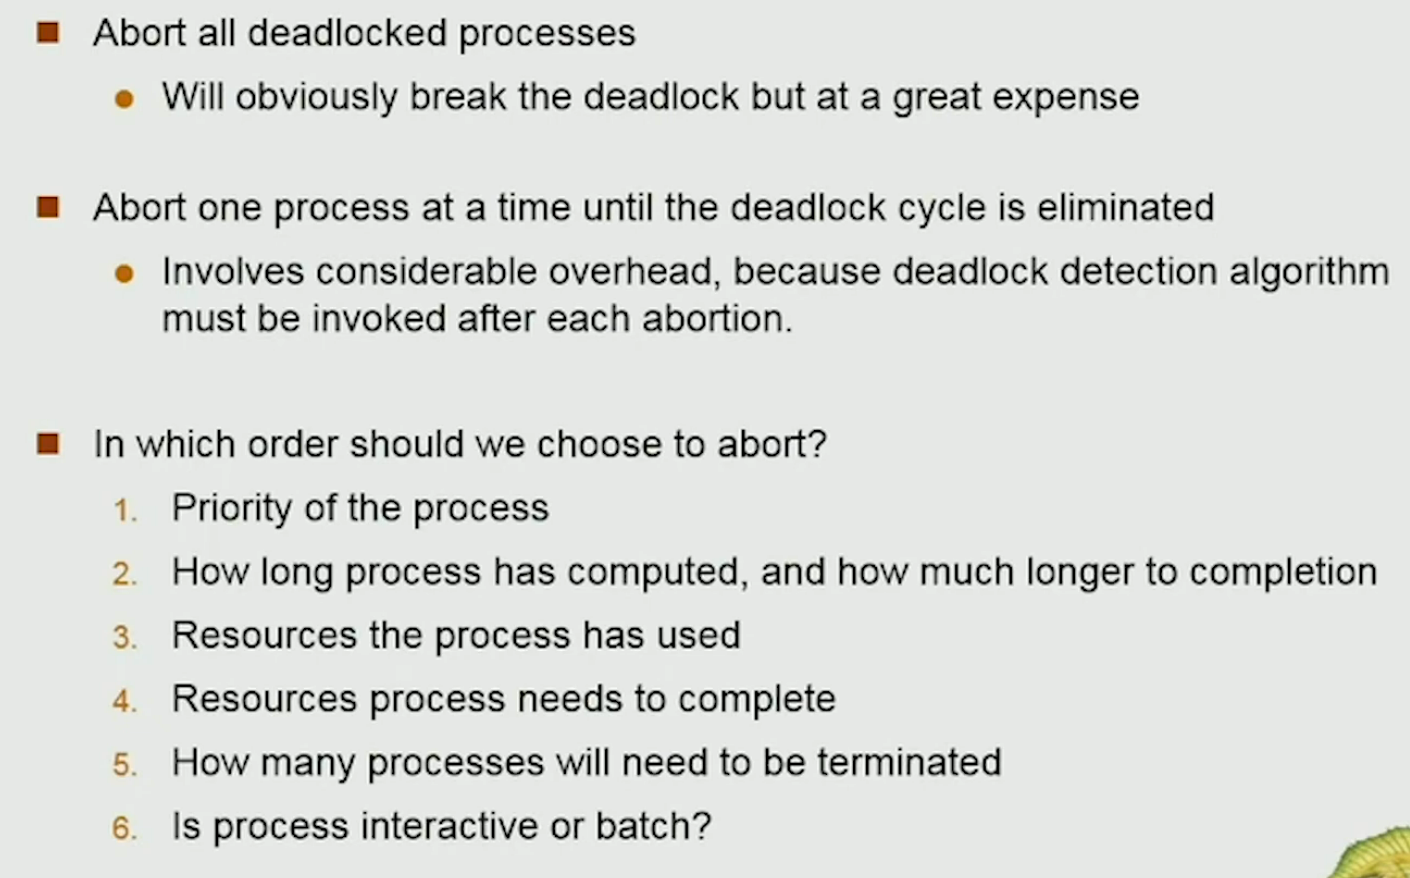 Abort all deadlocked processes
Will obviously break the deadlock but at a great expense
Abort one process at a time until the deadlock cycle is eliminated
Involves considerable overhead, because deadlock detection algorithm
must be invoked after each abortion.
In which order should we choose to abort?
1. Priority of the process
2. How long process has computed, and how much longer to completion
3. Resources the process has used
4. Resources process needs to complete
5. How many processes will need to be terminated
6. Is process interactive or batch?